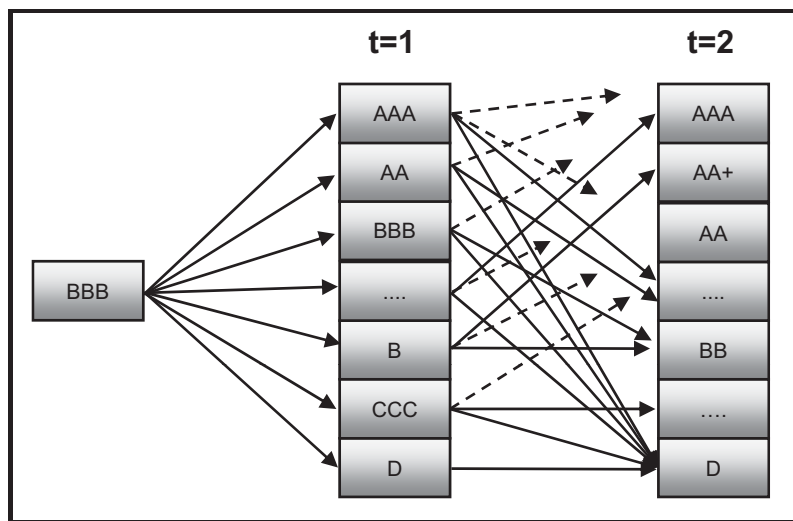 t=1
t=2
BBB
AAA
AA
BBB
....
B
CCC
D
AAA
AA+
AA
....
BB
....
D